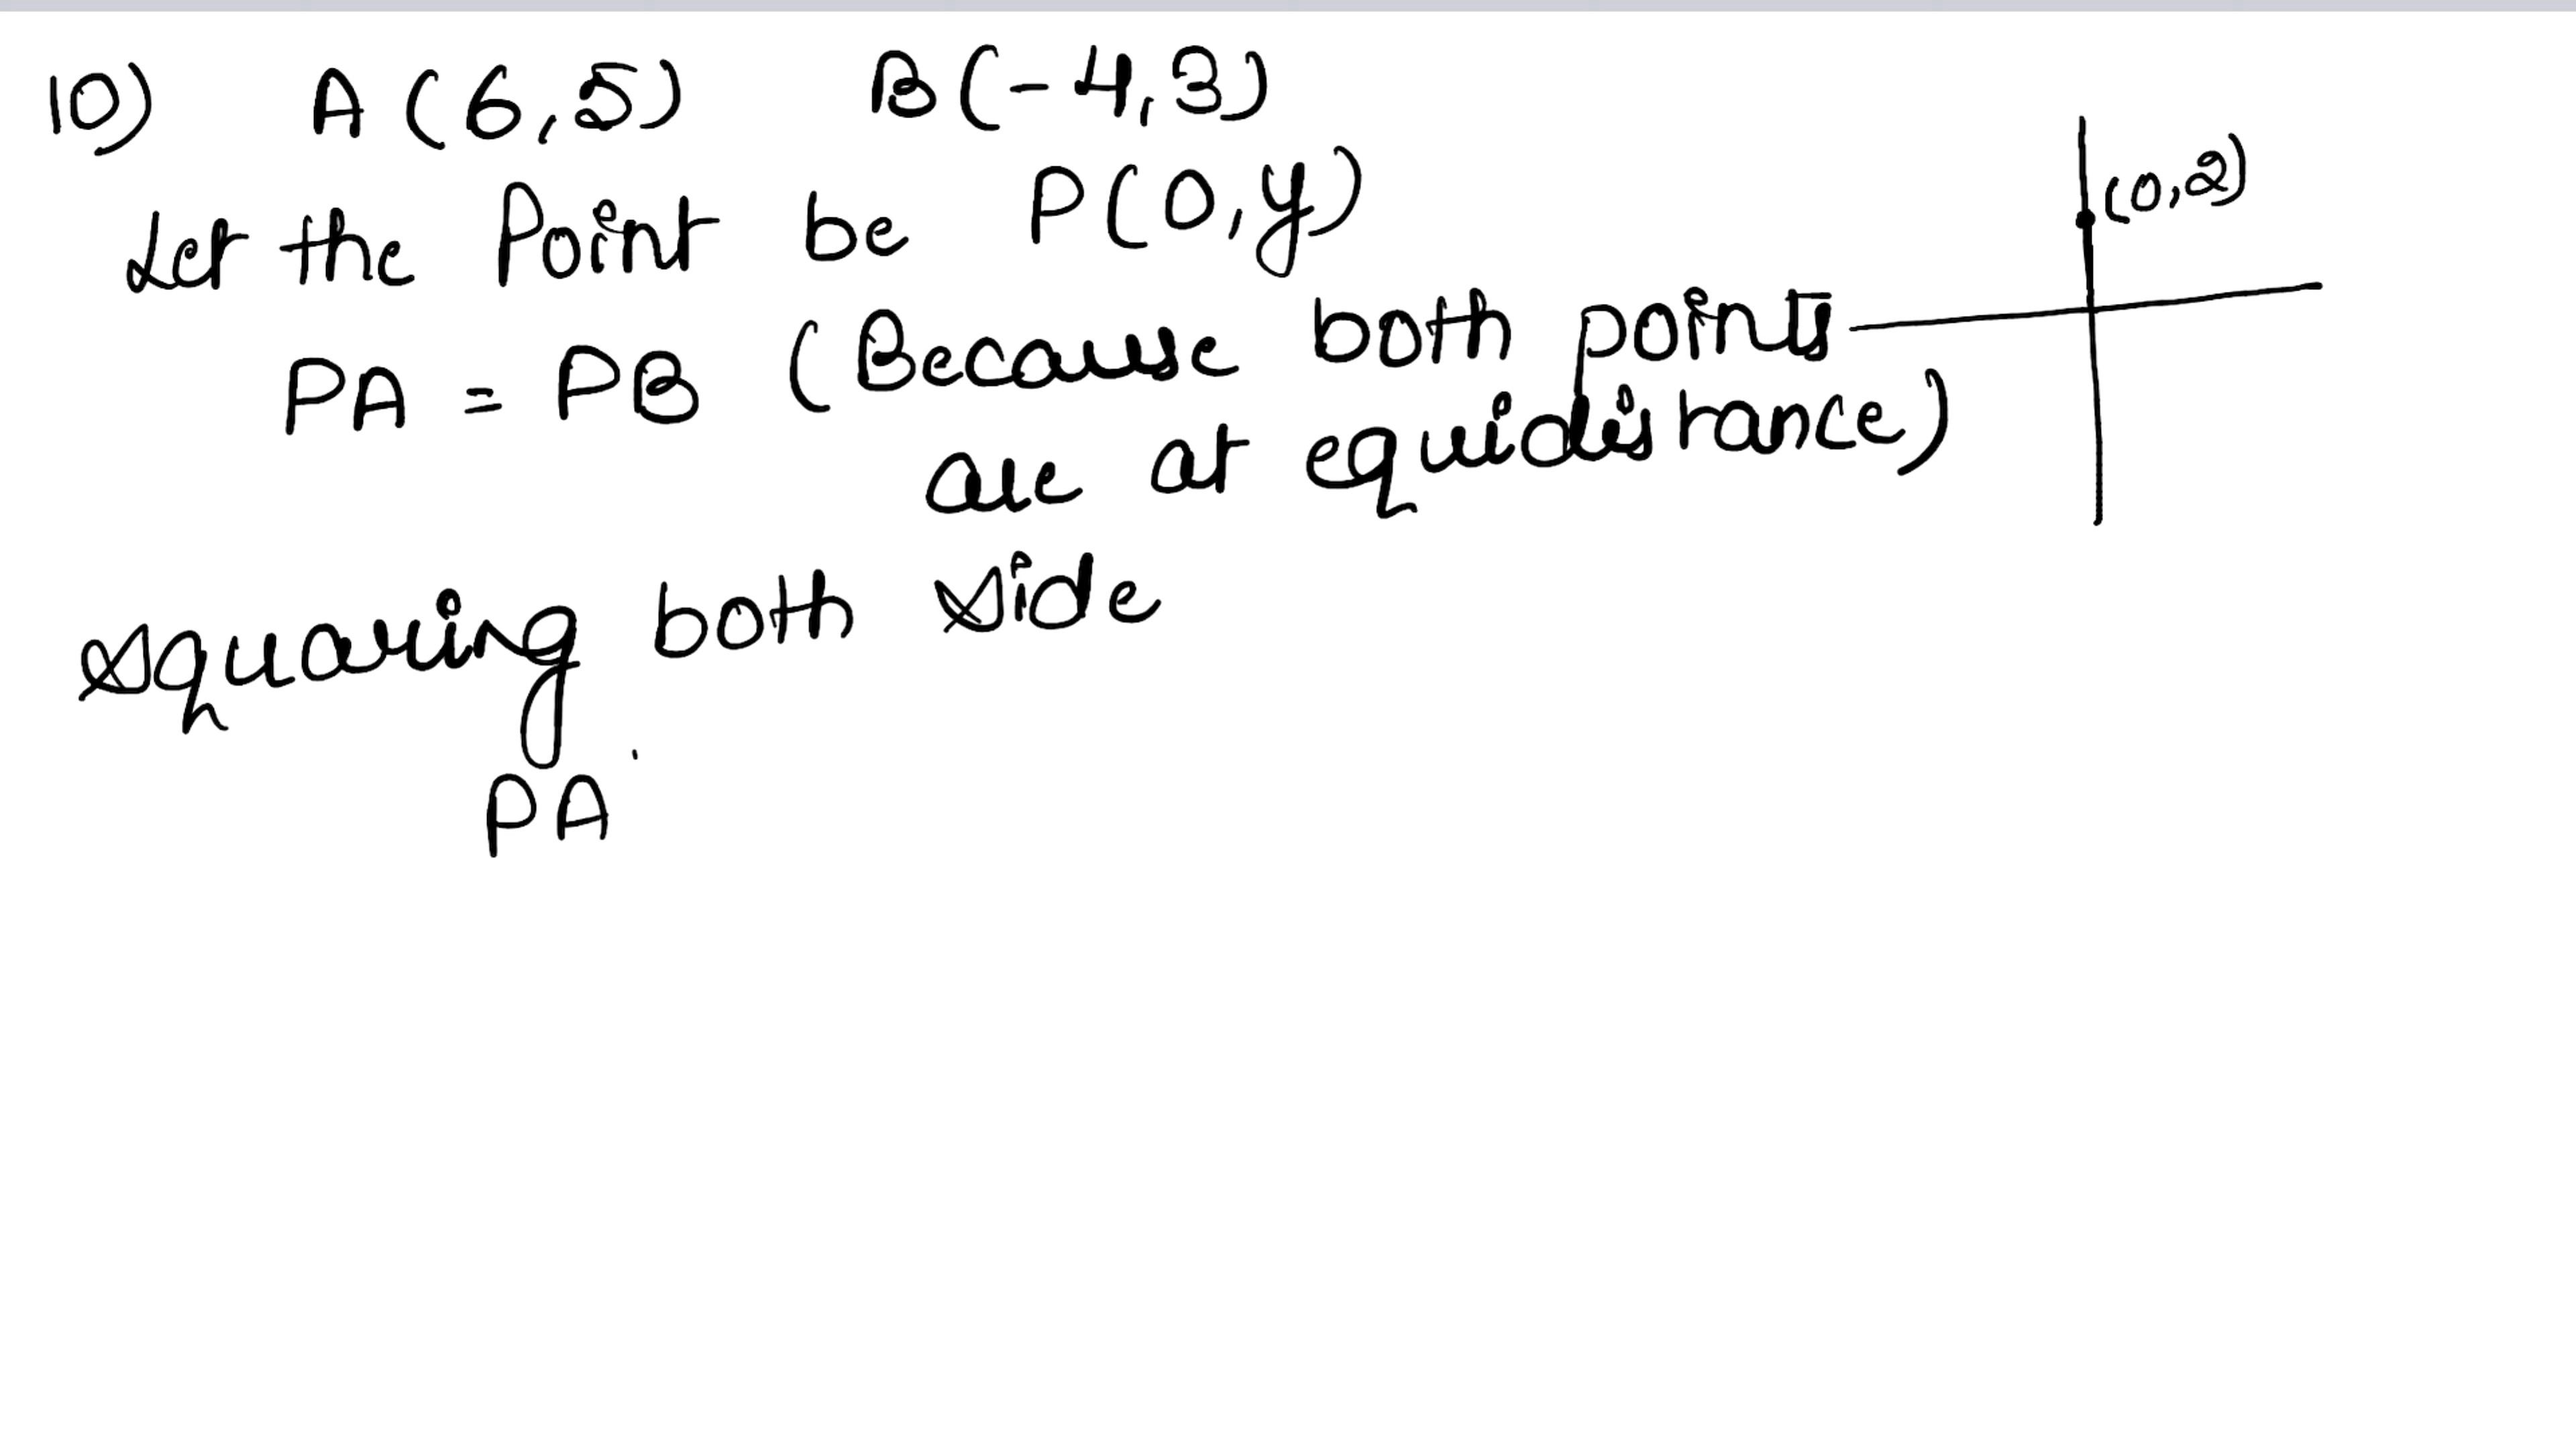 10) A (6,5) B(-4,3)
(0,2)
Let the Point be P(0,y)
PA = PB (Because both points
are at equidistance)
squaring both side
PA